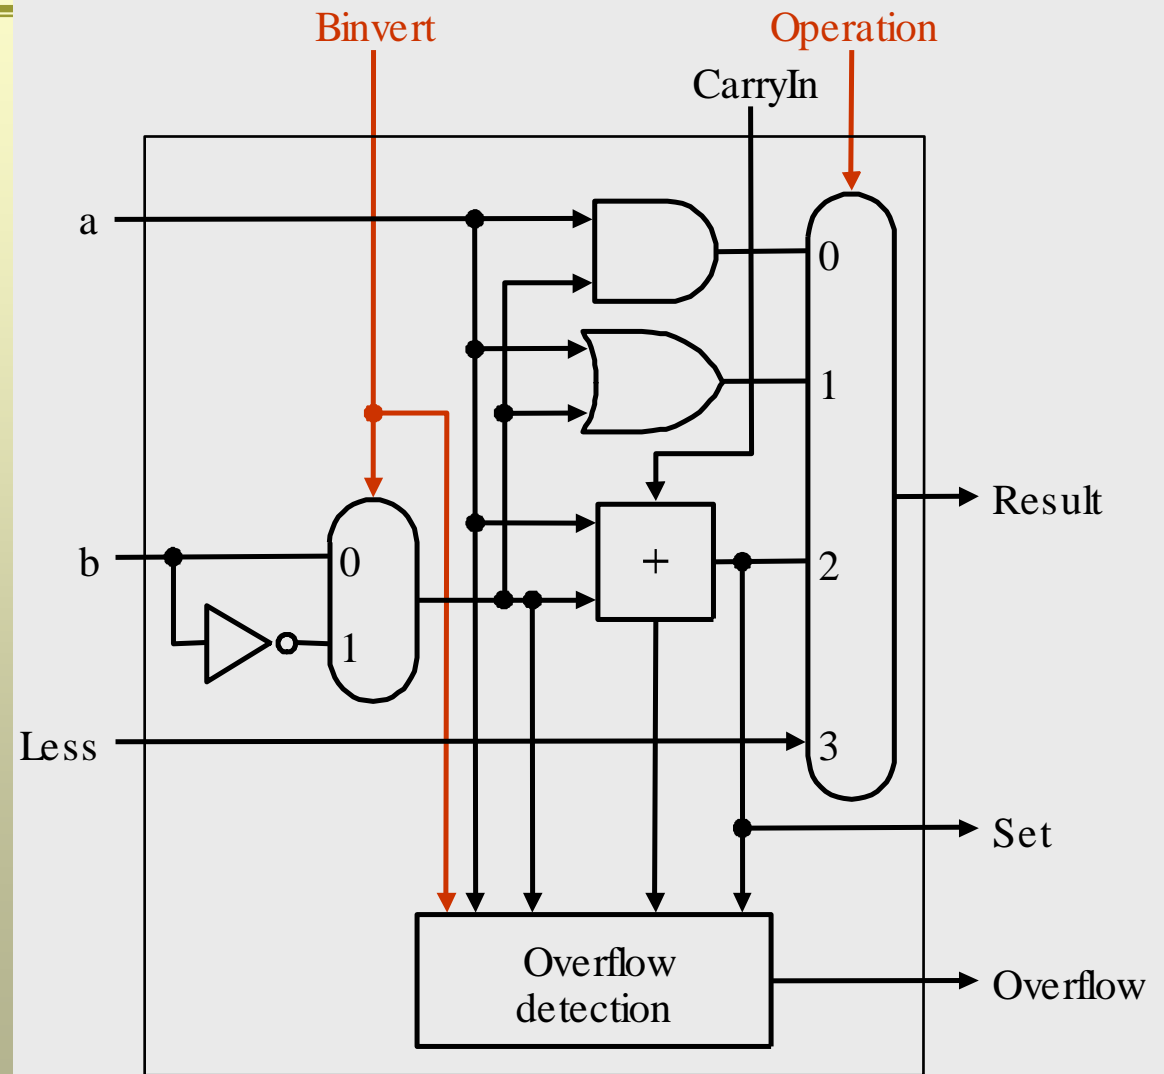 Binvert
Operation
CarryIn
a
0
1
Result
b
0
+
2
1
Less
3
Set
Overflow
detection
Overflow